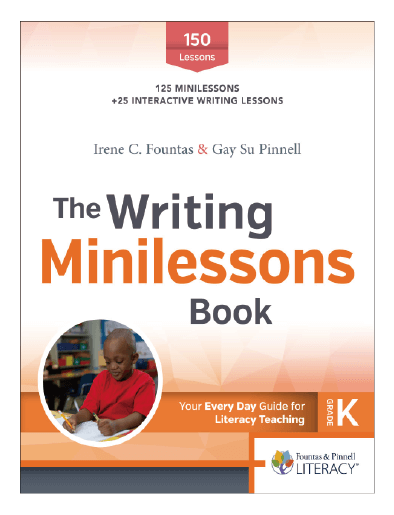 150
Lessons
125 MINILESSONS
+25 INTERACTIVE WRITING LESSONS
Irene C. Fountas & Gay Su Pinnell
The Writing
Minilessons
Book
Your Every Day Guide for
Literacy Teaching
GRADE K
Fountas & Pinnell
LITERACY™